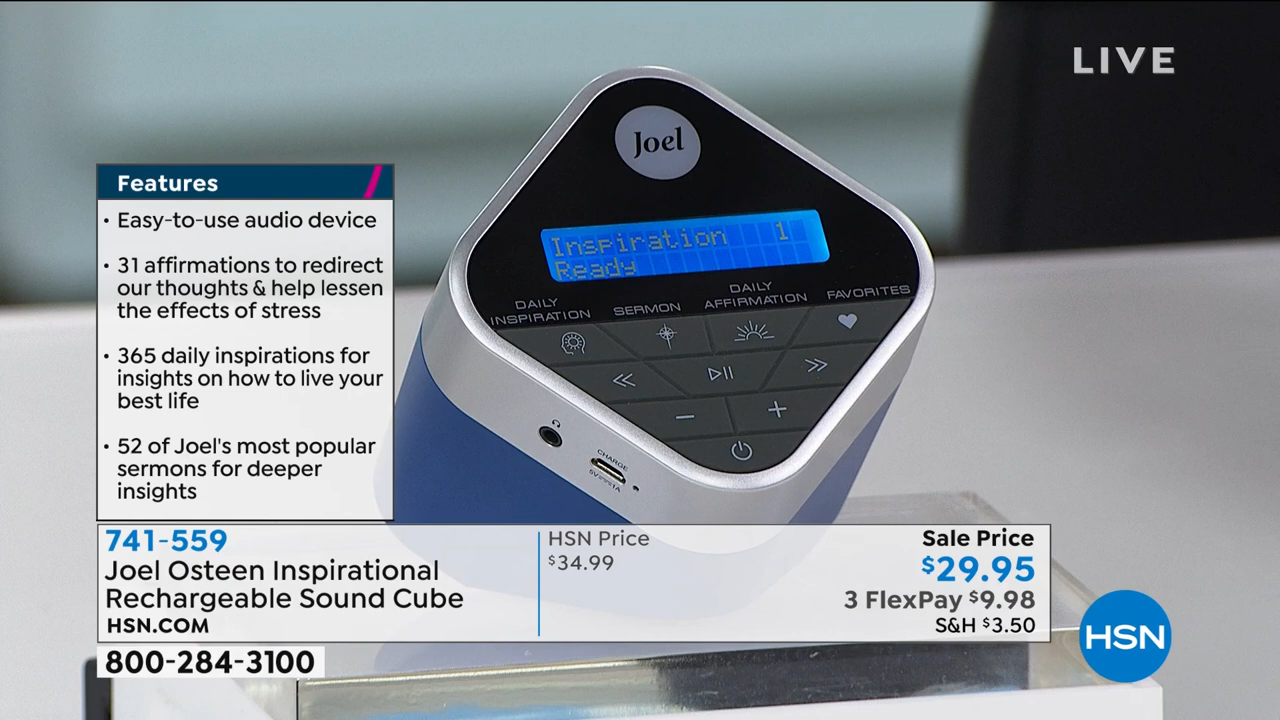 LIVE
Joel
Inspiration 1
Ready
DAILY
INSPIRATION
SERMON
DAILY
AFFIRMATION
FAVORITES
CHARGE
5V⎓1A
Features
• Easy-to-use audio device
• 31 affirmations to redirect
our thoughts & help lessen
the effects of stress
• 365 daily inspirations for
insights on how to live your
best life
• 52 of Joel's most popular
sermons for deeper
insights
741-559
Joel Osteen Inspirational
Rechargeable Sound Cube
HSN.COM
HSN Price
$34.99
Sale Price
$29.95
3 FlexPay $9.98
S&H $3.50
800-284-3100
HSN